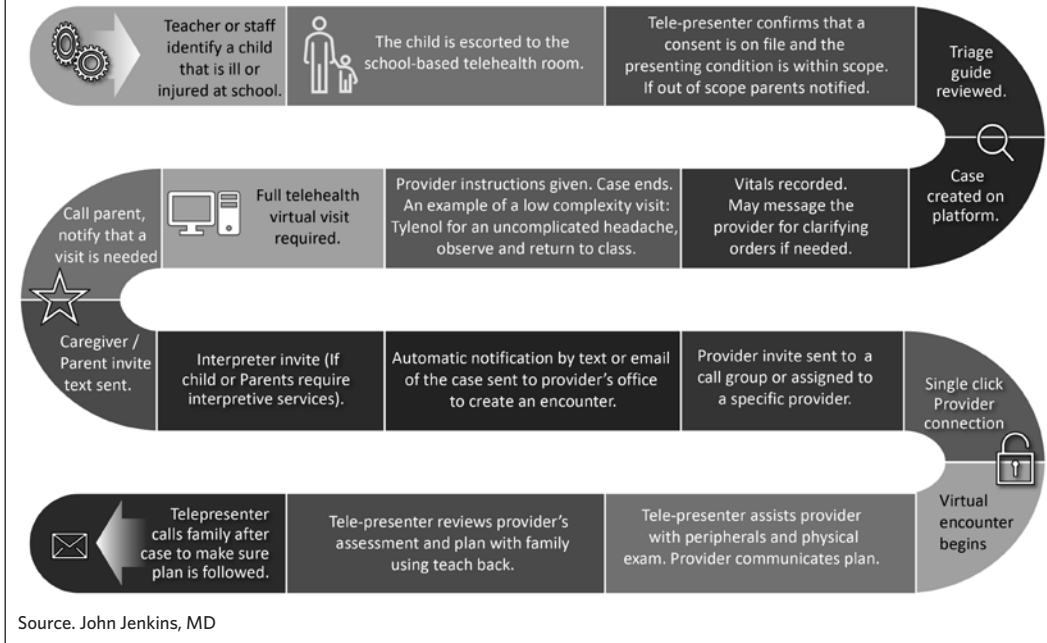 Teacher or staff
identify a child
that is ill or
injured at school.
The child is escorted to the
school-based telehealth room.
Tele-presenter confirms that a
consent is on file and the
presenting condition is within scope.
If out of scope parents notified.
Triage
guide
reviewed.
Case
created on
platform.
Vitals recorded.
May message the
provider for clarifying
orders if needed.
Provider instructions given. Case ends.
An example of a low complexity visit:
Tylenol for an uncomplicated headache,
observe and return to class.
Full telehealth
virtual visit
required.
Call parent,
notify that a
visit is needed
Caregiver /
Parent invite
text sent.
Interpreter invite (If
child or Parents require
interpretive services).
Automatic notification by text or email
of the case sent to provider's office
to create an encounter.
Provider invite sent to a
call group or assigned to
a specific provider.
Single click
Provider
connection
Virtual
encounter
begins
Tele-presenter assists provider
with peripherals and physical
exam. Provider communicates plan.
Tele-presenter reviews provider's
assessment and plan with family
using teach back.
Telepresenter
calls family after
case to make sure
plan is followed.
Source. John Jenkins, MD